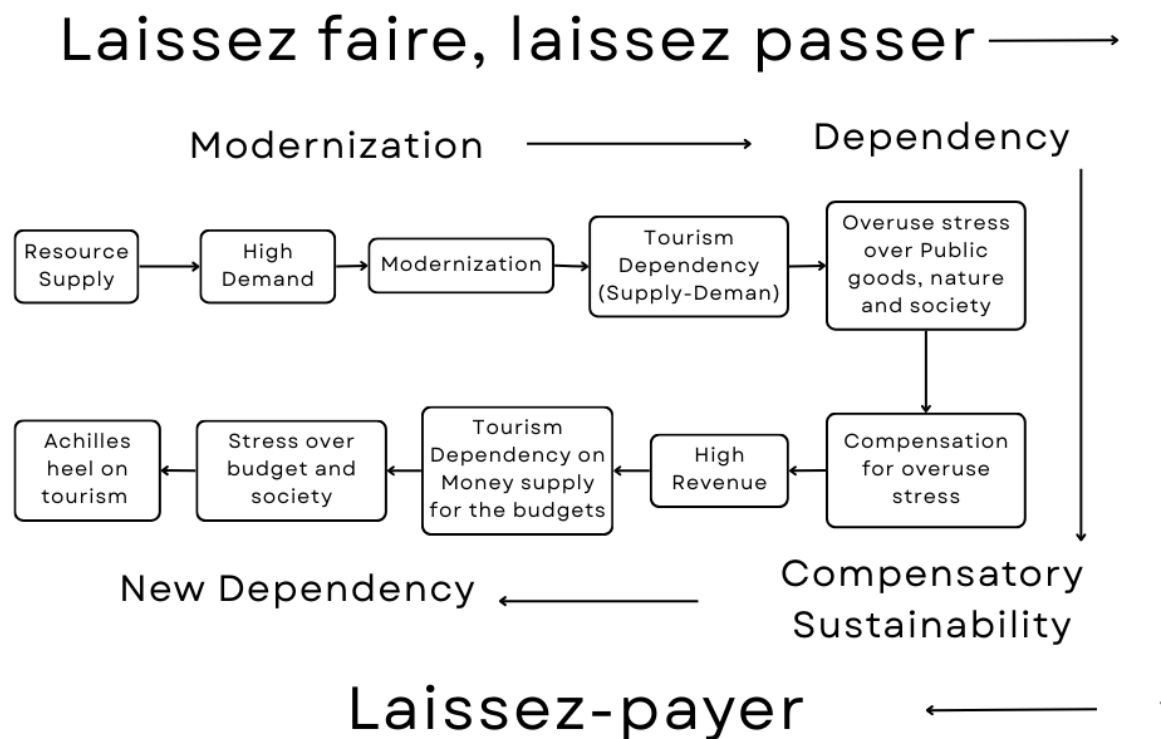 Laissez faire, laissez passer
Modernization
Dependency
Resource
Supply
High
Demand
Modernization
Tourism
Dependency
(Supply-Deman)
Overuse stress
over Public
goods, nature
and society
Achilles
heel on
tourism
Stress over
budget and
society
Tourism
Dependency on
Money supply
for the budgets
High
Revenue
Compensation
for overuse
stress
New Dependency
Compensatory
Sustainability
Laissez-payer